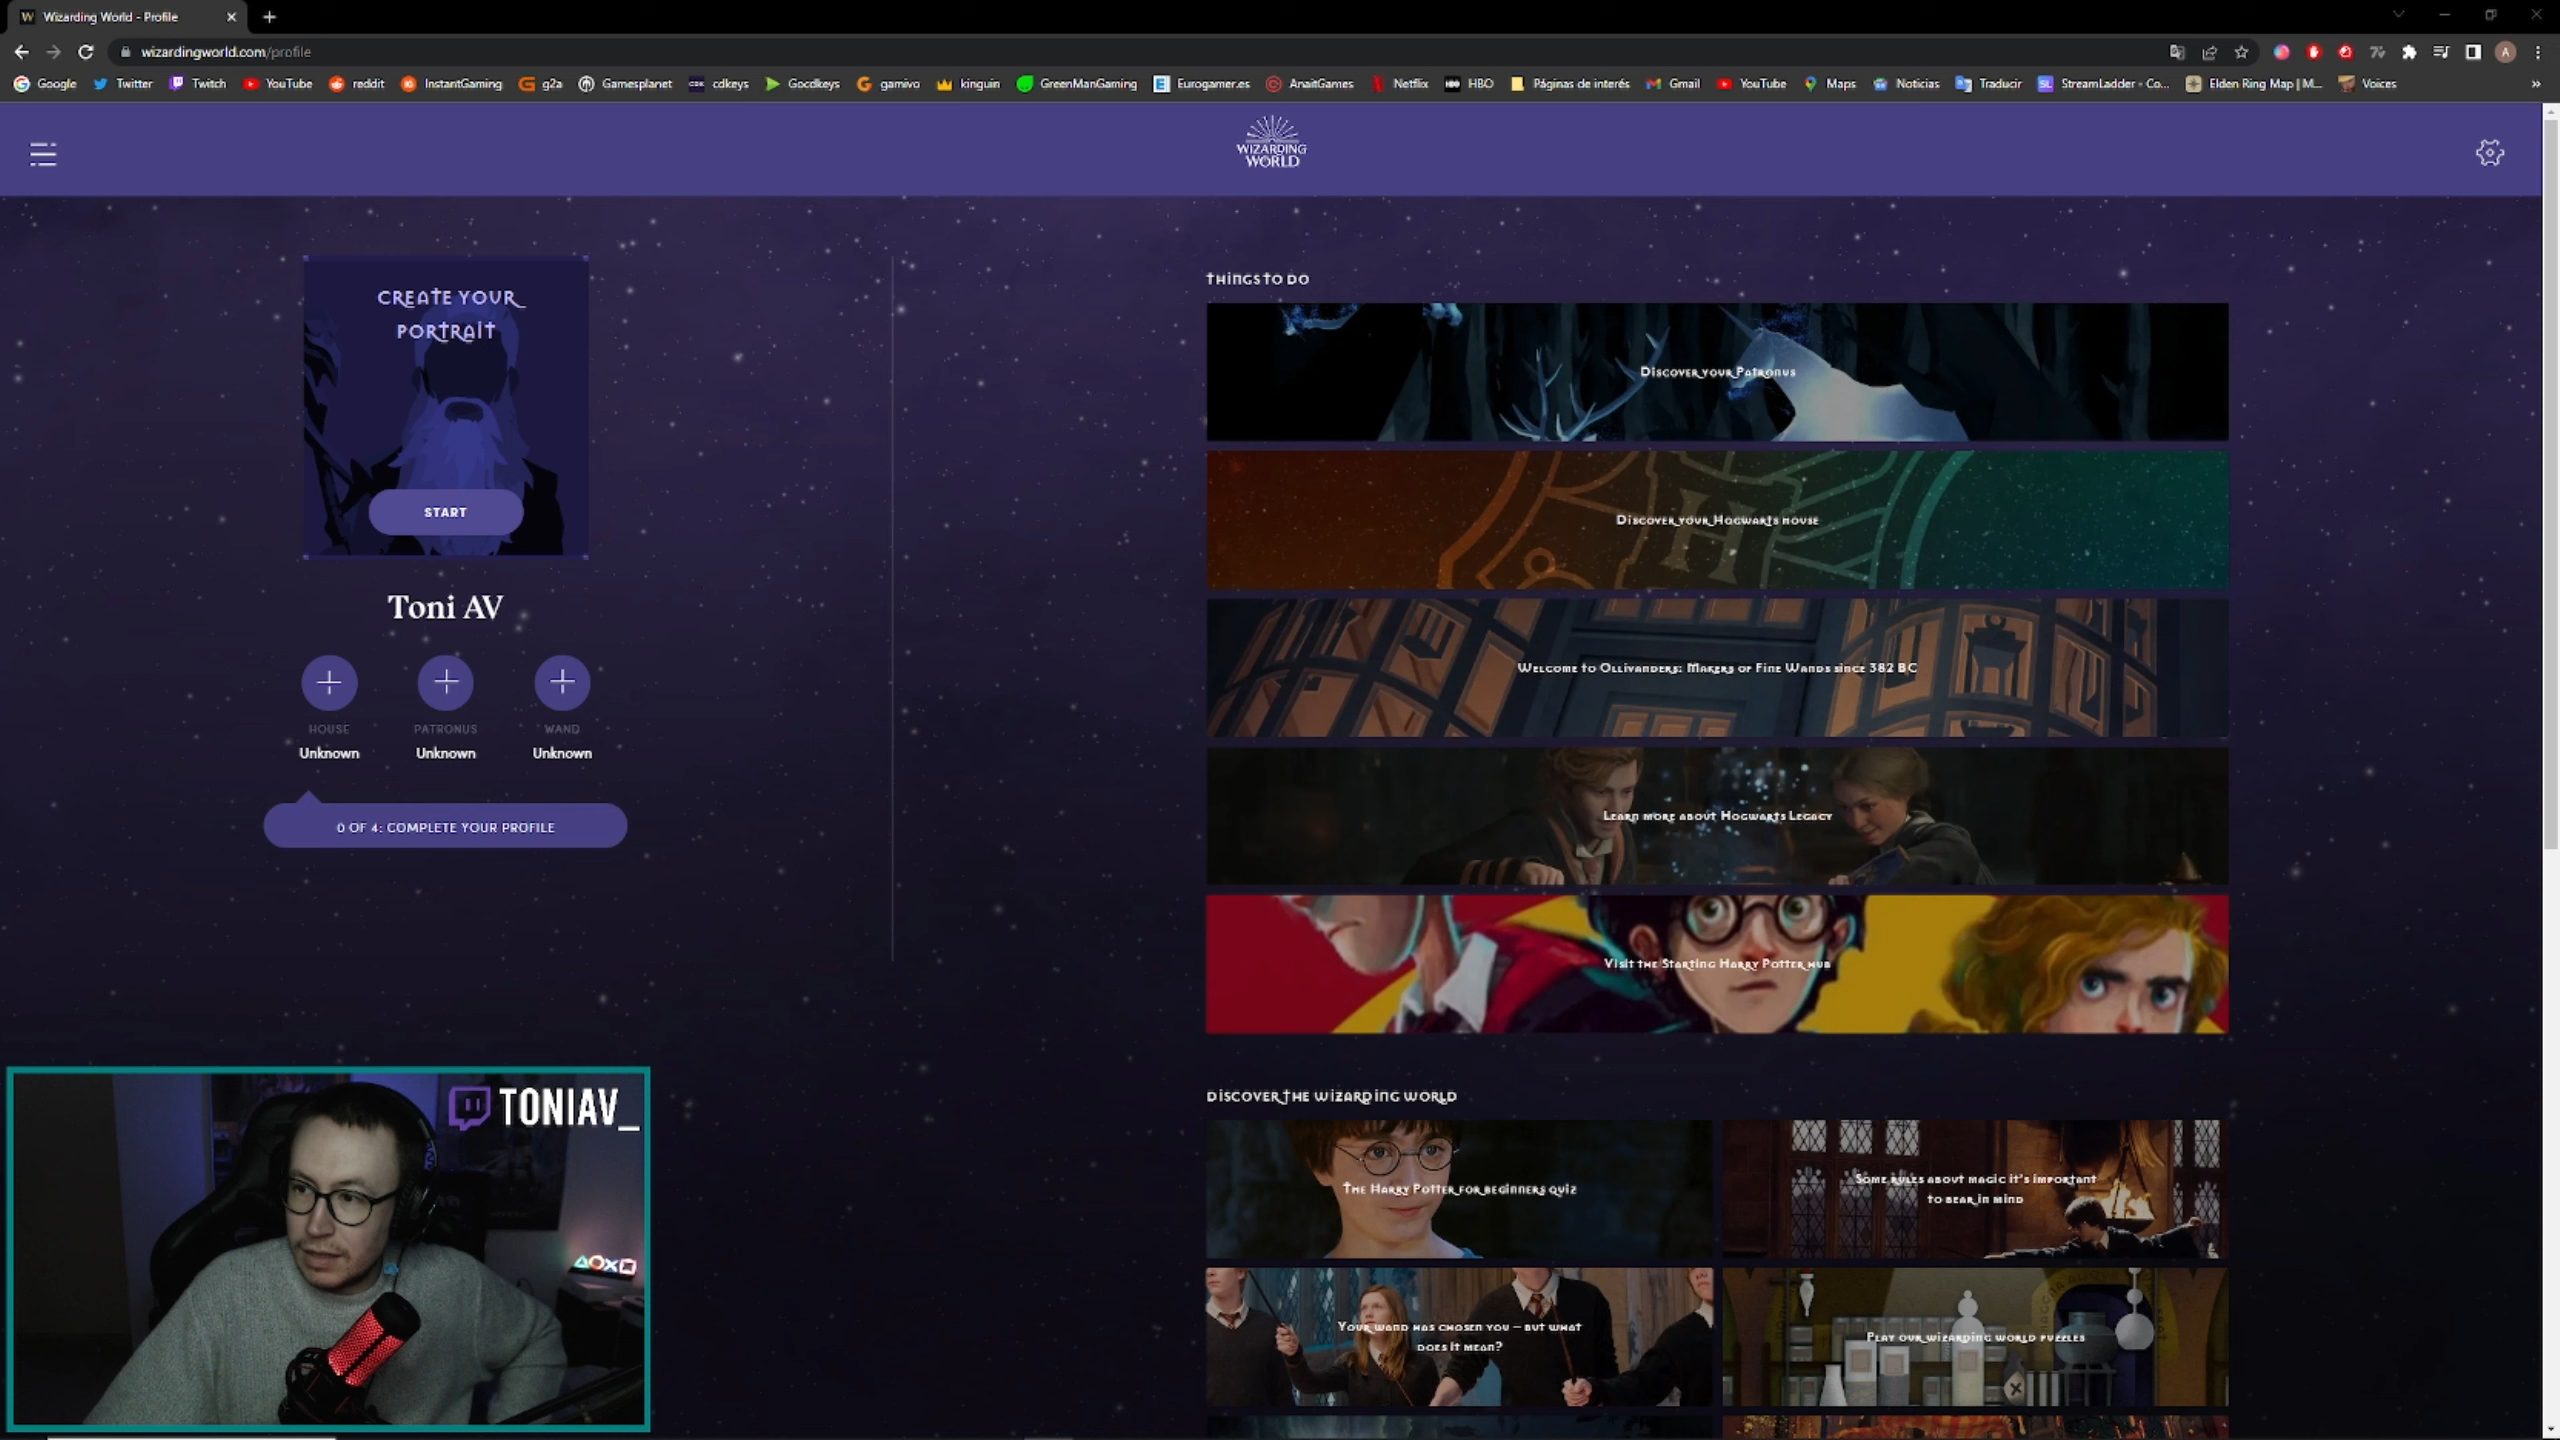 Wizarding World - Profile
wizardingworld.com/profile
A
Google Twitter Twitch YouTube reddit InstantGaming g2a Gamesplanet cdkeys Gocdkeys gamivo kinguin GreenManGaming Eurogamer.es AnaitGames Netflix HBO Páginas de interés Gmail YouTube Maps Noticias Traducir StreamLadder - Co... Elden Ring Map | M... Voices
WIZARDING
WORLD
CREATE YOUR
PORTRAIT
START
Toni AV
HOUSE PATRONUS WAND
Unknown Unknown Unknown
0 OF 4: COMPLETE YOUR PROFILE
THINGS TO DO
Discover your Patronus
Discover your Hogwarts house
Welcome to Ollivanders: Makers of Fine Wands since 382 BC
Learn more about Hogwarts Legacy
Visit the Starting Harry Potter hub
DISCOVER THE WIZARDING WORLD
The Harry Potter for beginners quiz
Some rules about magic it's important
to bear in mind
Your wand has chosen you – but what
does it mean?
Play our wizarding world puzzles
TONIAV_